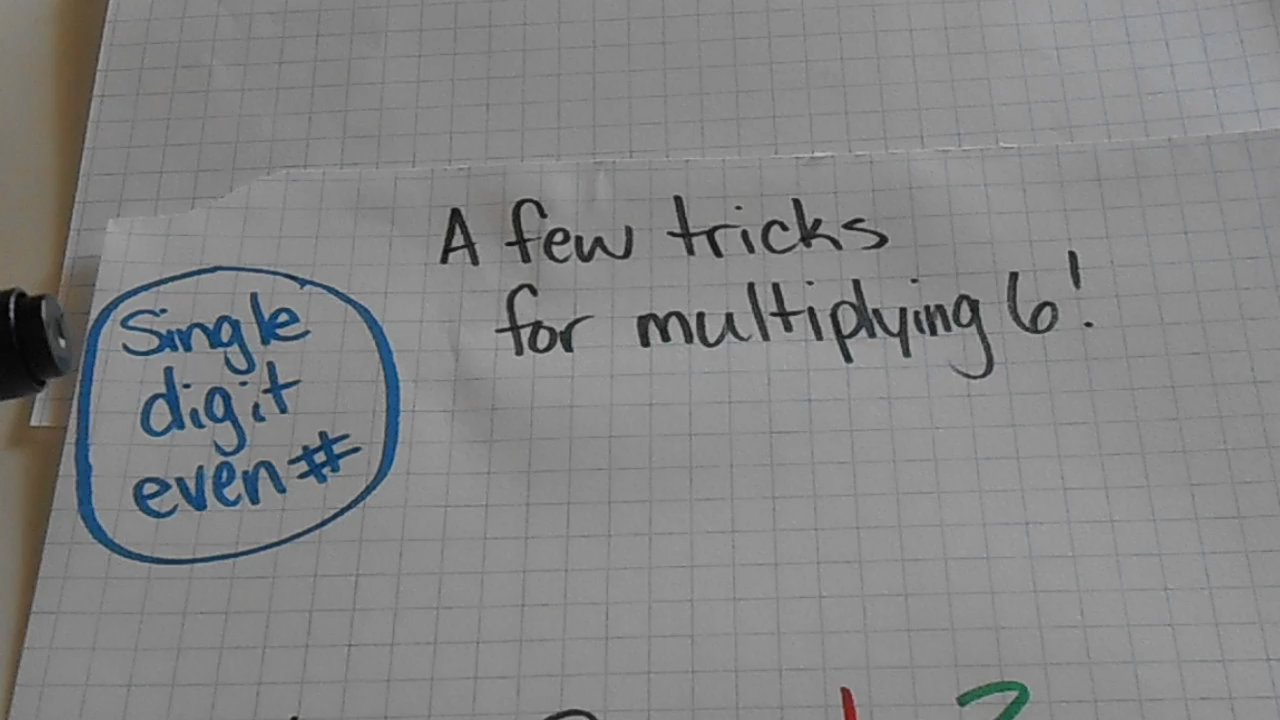 A few tricks
for multiplying 6!
Single
digit
even #